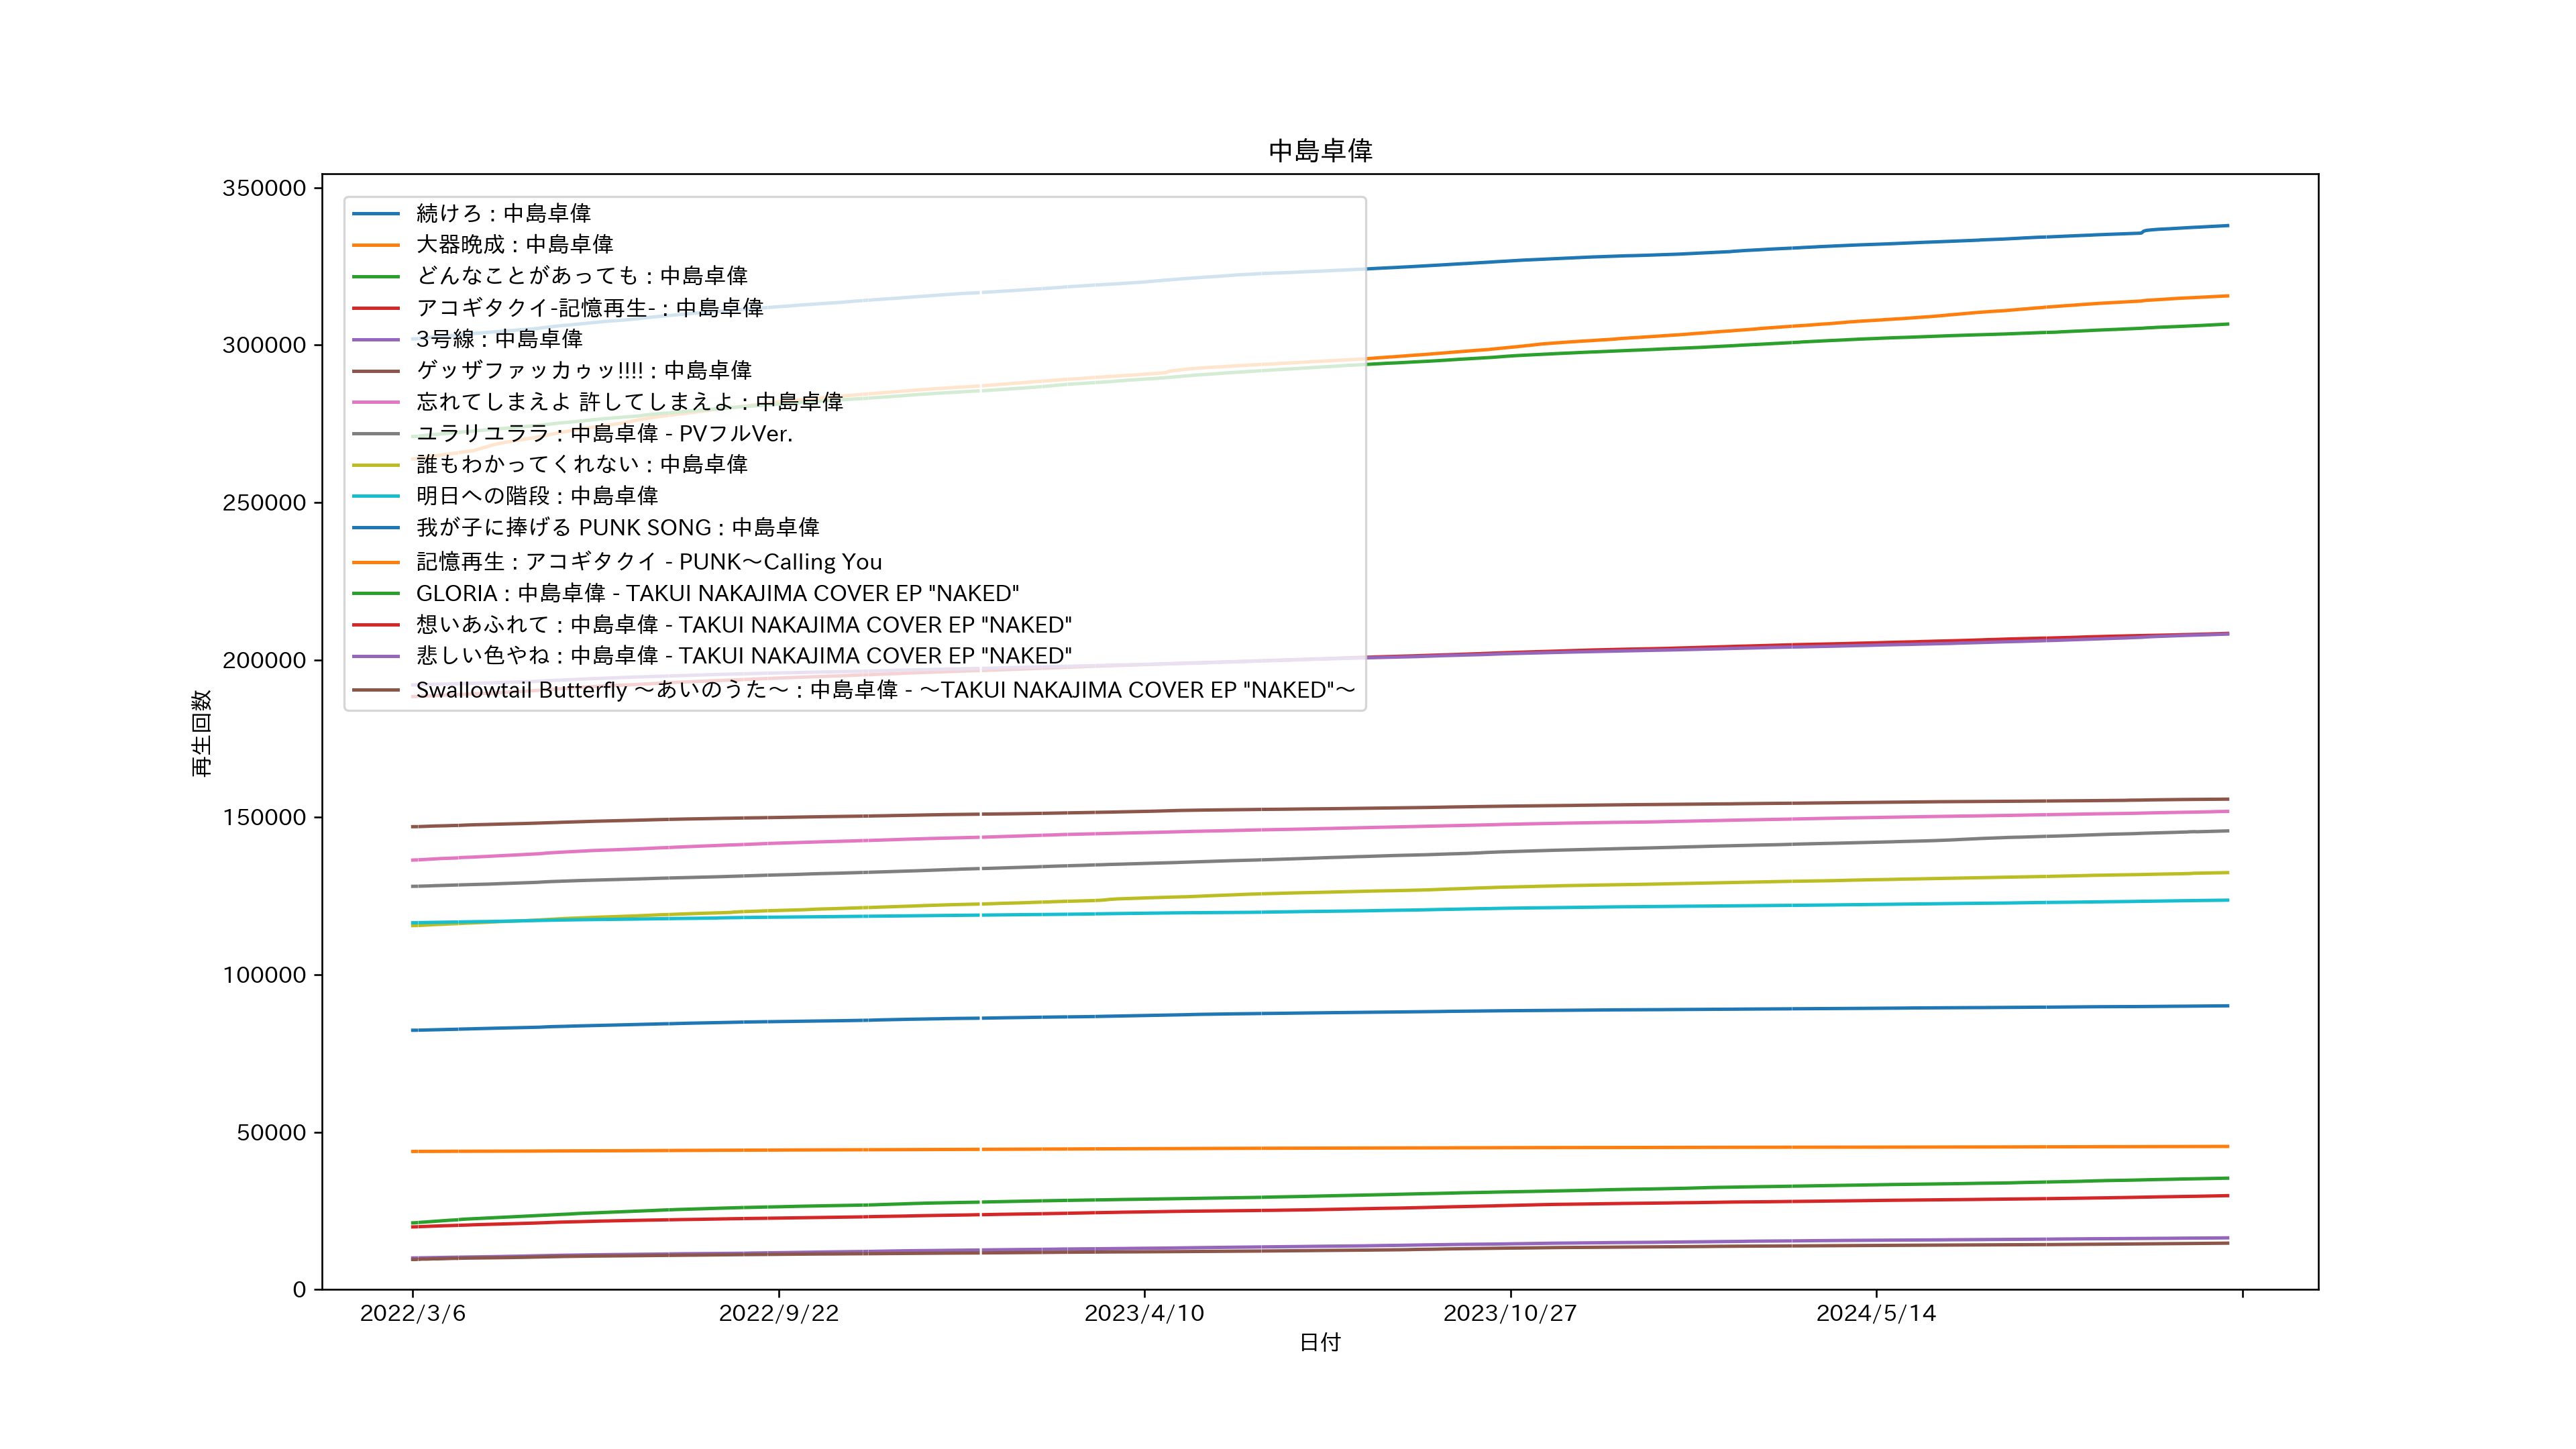 中島卓偉
350000
300000
250000
200000
150000
100000
50000
0
再生回数
続けろ : 中島卓偉
大器晩成 : 中島卓偉
どんなことがあっても : 中島卓偉
アコギタクイ-記憶再生- : 中島卓偉
3号線 : 中島卓偉
ゲッザファッカゥッ!!!! : 中島卓偉
忘れてしまえよ 許してしまえよ : 中島卓偉
ユラリユララ : 中島卓偉 - PVフルVer.
誰もわかってくれない : 中島卓偉
明日への階段 : 中島卓偉
我が子に捧げる PUNK SONG : 中島卓偉
記憶再生 : アコギタクイ - PUNK～Calling You
GLORIA : 中島卓偉 - TAKUI NAKAJIMA COVER EP "NAKED"
想いあふれて : 中島卓偉 - TAKUI NAKAJIMA COVER EP "NAKED"
悲しい色やね : 中島卓偉 - TAKUI NAKAJIMA COVER EP "NAKED"
Swallowtail Butterfly ～あいのうた～ : 中島卓偉 - ～TAKUI NAKAJIMA COVER EP "NAKED"～
2022/3/6
2022/9/22
2023/4/10
2023/10/27
2024/5/14
日付